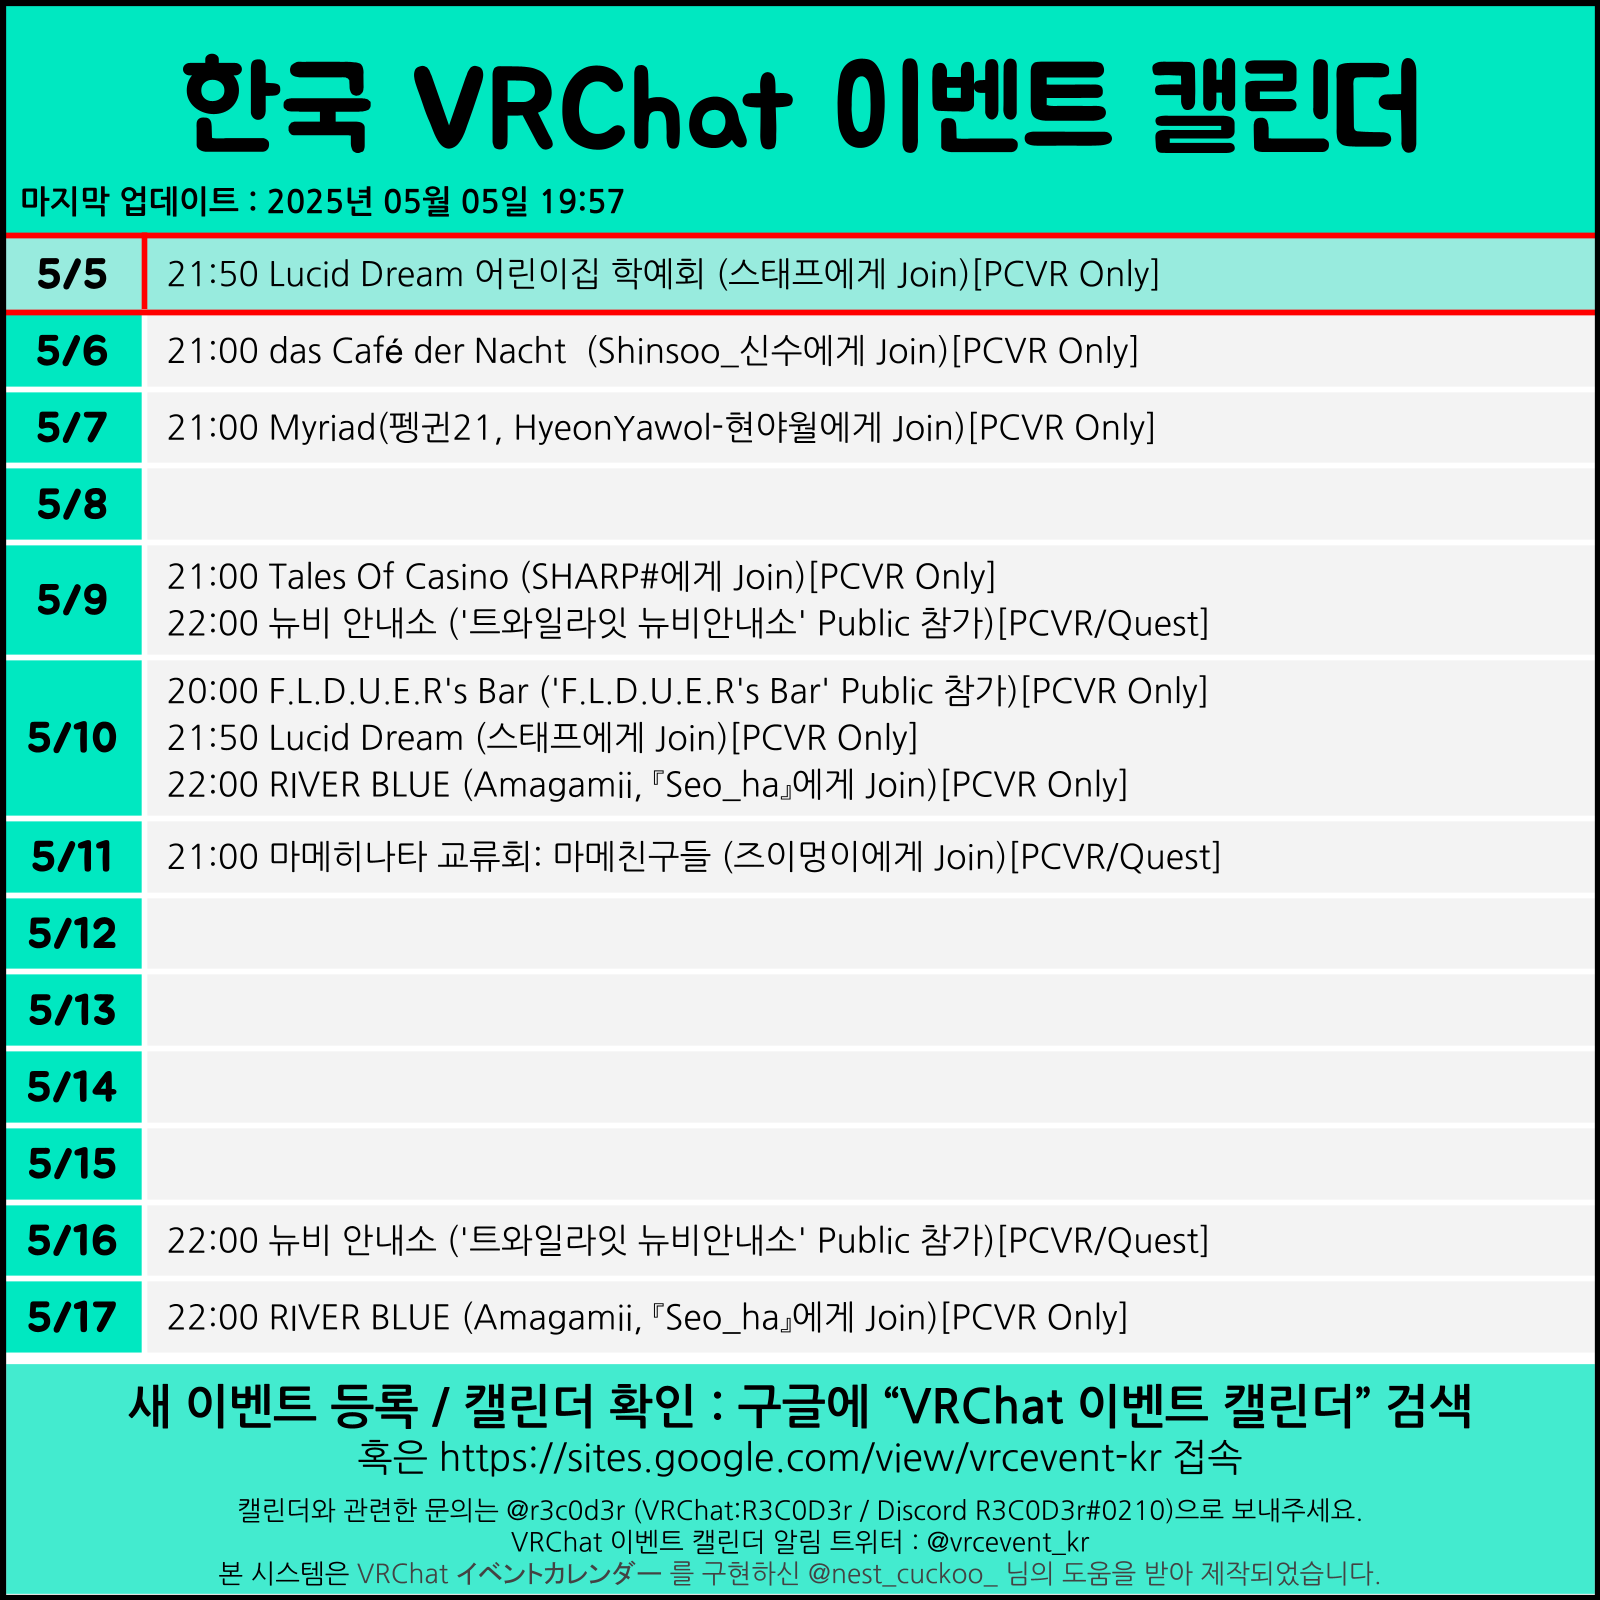 한국 VRChat 이벤트 캘린더
마지막 업데이트 : 2025년 05월 05일 19:57
5/5 21:50 Lucid Dream 어린이집 학예회 (스태프에게 Join)[PCVR Only]
5/6 21:00 das Café der Nacht  (Shinsoo_신수에게 Join)[PCVR Only]
5/7 21:00 Myriad(펭귄21, HyeonYawol-현야월에게 Join)[PCVR Only]
5/8
5/9 21:00 Tales Of Casino (SHARP#에게 Join)[PCVR Only]
22:00 뉴비 안내소 ('트와일라잇 뉴비안내소' Public 참가)[PCVR/Quest]
5/10 20:00 F.L.D.U.E.R's Bar ('F.L.D.U.E.R's Bar' Public 참가)[PCVR Only]
21:50 Lucid Dream (스태프에게 Join)[PCVR Only]
22:00 RIVER BLUE (Amagamii, 『Seo_ha』에게 Join)[PCVR Only]
5/11 21:00 마메히나타 교류회: 마메친구들 (즈이멍이에게 Join)[PCVR/Quest]
5/12
5/13
5/14
5/15
5/16 22:00 뉴비 안내소 ('트와일라잇 뉴비안내소' Public 참가)[PCVR/Quest]
5/17 22:00 RIVER BLUE (Amagamii, 『Seo_ha』에게 Join)[PCVR Only]
새 이벤트 등록 / 캘린더 확인 : 구글에 “VRChat 이벤트 캘린더” 검색
혹은 https://sites.google.com/view/vrcevent-kr 접속
캘린더와 관련한 문의는 @r3c0d3r (VRChat:R3C0D3r / Discord R3C0D3r#0210)으로 보내주세요.
VRChat 이벤트 캘린더 알림 트위터 : @vrcevent_kr
본 시스템은 VRChat イベントカレンダー 를 구현하신 @nest_cuckoo_ 님의 도움을 받아 제작되었습니다.